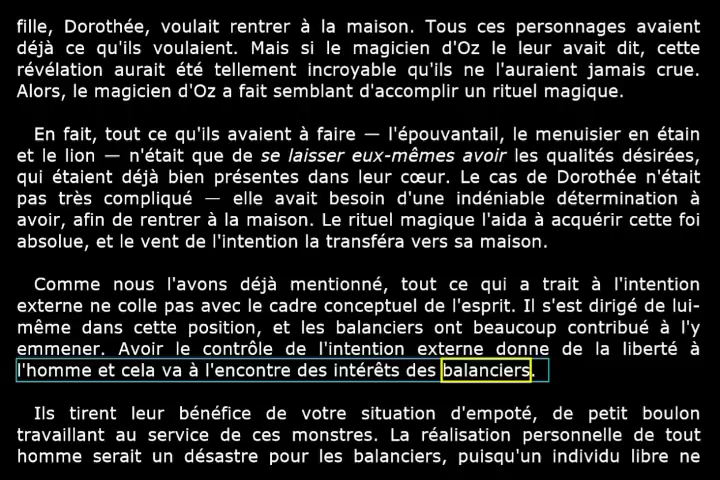 fille, Dorothée, voulait rentrer à la maison. Tous ces personnages avaient
déjà ce qu'ils voulaient. Mais si le magicien d'Oz le leur avait dit, cette
révélation aurait été tellement incroyable qu'ils ne l'auraient jamais crue.
Alors, le magicien d'Oz a fait semblant d'accomplir un rituel magique.
En fait, tout ce qu'ils avaient à faire — l'épouvantail, le menuisier en étain
et le lion — n'était que de se laisser eux-mêmes avoir les qualités désirées,
qui étaient déjà bien présentes dans leur cœur. Le cas de Dorothée n'était
pas très compliqué — elle avait besoin d'une indéniable détermination à
avoir, afin de rentrer à la maison. Le rituel magique l'aida à acquérir cette foi
absolue, et le vent de l'intention la transféra vers sa maison.
Comme nous l'avons déjà mentionné, tout ce qui a trait à l'intention
externe ne colle pas avec le cadre conceptuel de l'esprit. Il s'est dirigé de lui-
même dans cette position, et les balanciers ont beaucoup contribué à l'y
emmener. Avoir le contrôle de l'intention externe donne de la liberté à
l'homme et cela va à l'encontre des intérêts des balanciers.
Ils tirent leur bénéfice de votre situation d'empoté, de petit boulon
travaillant au service de ces monstres. La réalisation personnelle de tout
homme serait un désastre pour les balanciers, puisqu'un individu libre ne